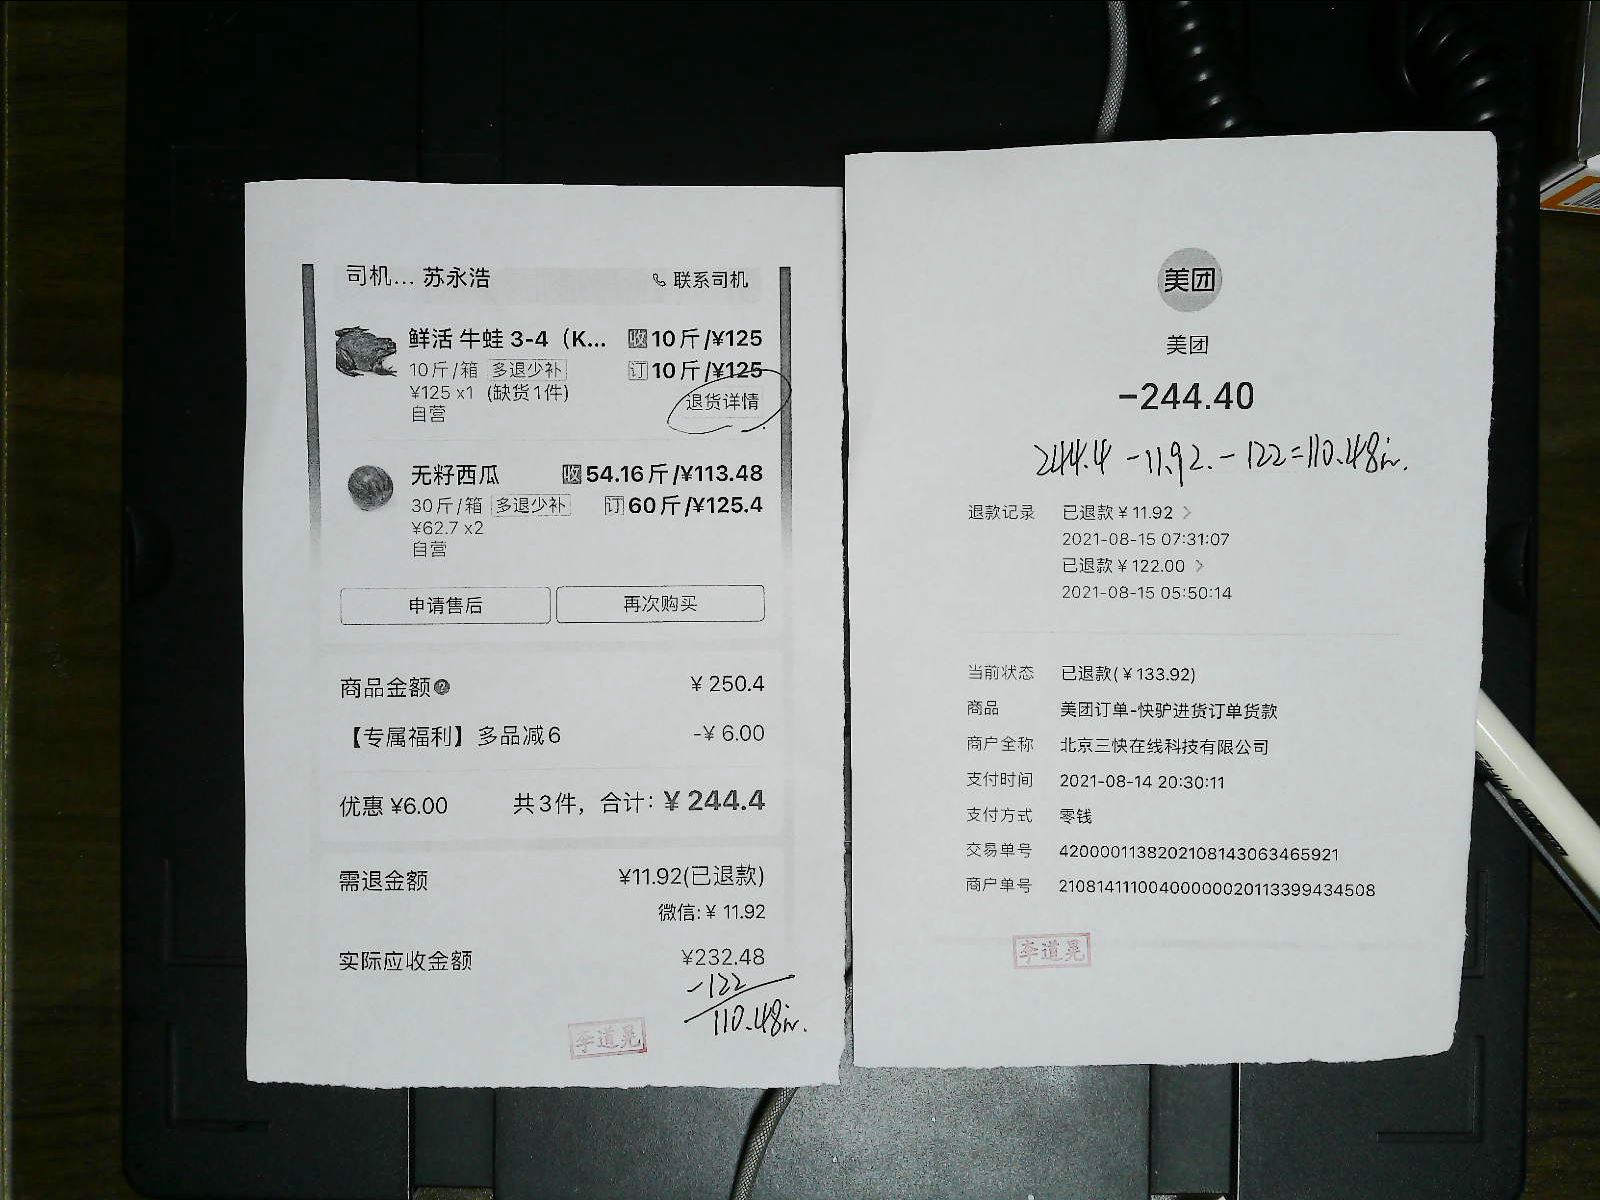 司机... 苏永浩 联系司机
鲜活 牛蛙 3-4（K... 收10斤/¥125
10斤/箱 多退少补 订10斤/¥125
¥125 x1 (缺货1件)
自营 退货详情
无籽西瓜 收54.16斤/¥113.48
30斤/箱 多退少补 订60斤/¥125.4
¥62.7 x2
自营
申请售后 再次购买
商品金额 ¥ 250.4
【专属福利】多品减6 -¥ 6.00
优惠 ¥6.00 共3件，合计：¥ 244.4
需退金额 ¥11.92(已退款)
微信: ¥ 11.92
实际应收金额 ¥232.48
-122
110.48
李道晃
美团
美团
-244.40
244.4-11.92.-122=110.48
退款记录 已退款¥11.92 >
2021-08-15 07:31:07
已退款¥122.00 >
2021-08-15 05:50:14
当前状态 已退款(¥133.92)
商品 美团订单-快驴进货订单货款
商户全称 北京三快在线科技有限公司
支付时间 2021-08-14 20:30:11
支付方式 零钱
交易单号 4200001138202108143063465921
商户单号 21081411100400000020113399434508
李道晃